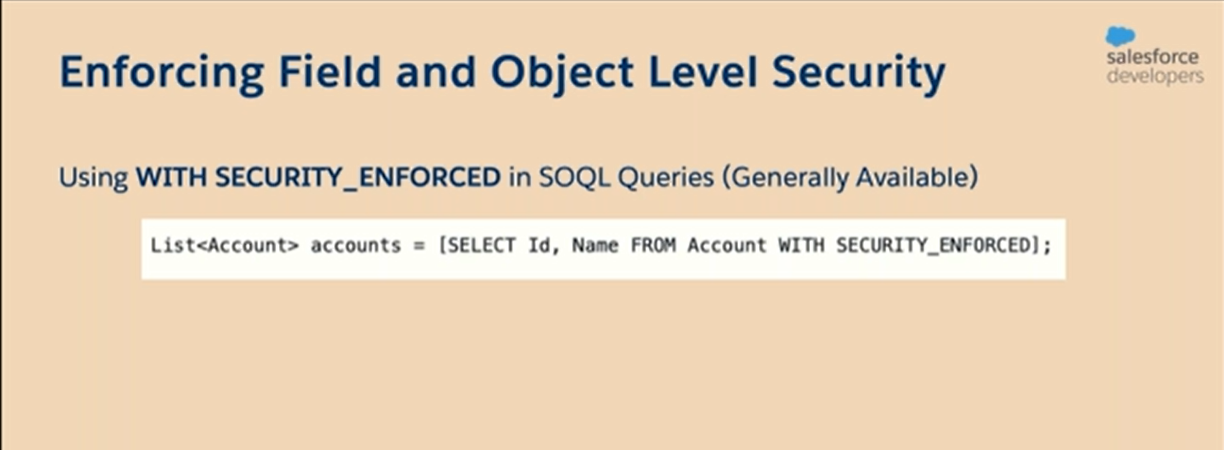 Enforcing Field and Object Level Security
salesforce
developers
Using WITH SECURITY_ENFORCED in SOQL Queries (Generally Available)
List<Account> accounts = [SELECT Id, Name FROM Account WITH SECURITY_ENFORCED];